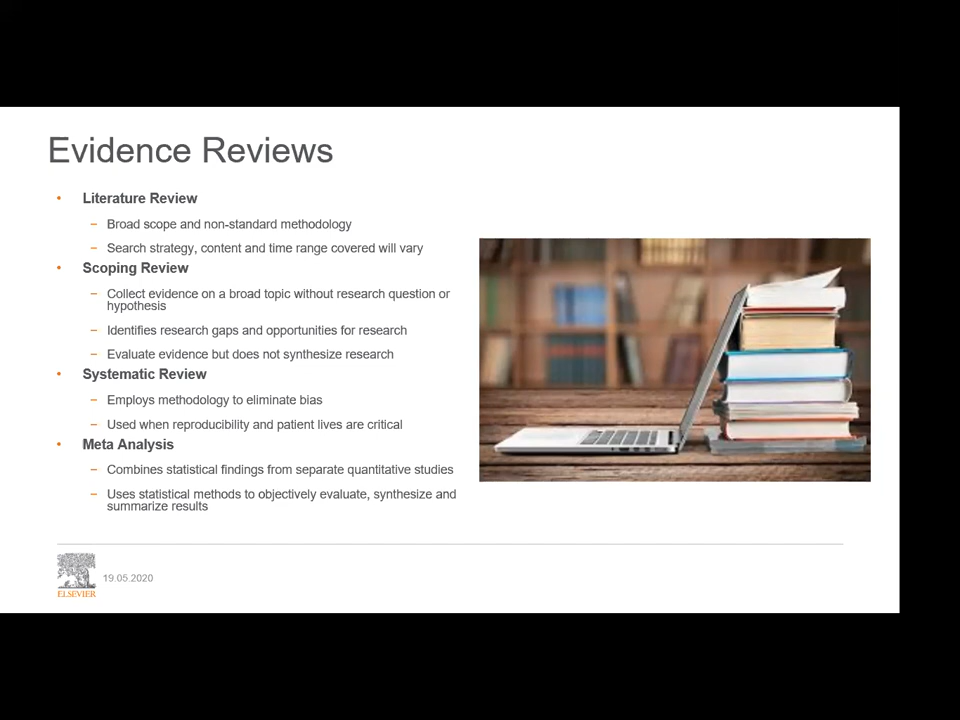 Evidence Reviews
• Literature Review
– Broad scope and non-standard methodology
– Search strategy, content and time range covered will vary
• Scoping Review
– Collect evidence on a broad topic without research question or
hypothesis
– Identifies research gaps and opportunities for research
– Evaluate evidence but does not synthesize research
• Systematic Review
– Employs methodology to eliminate bias
– Used when reproducibility and patient lives are critical
• Meta Analysis
– Combines statistical findings from separate quantitative studies
– Uses statistical methods to objectively evaluate, synthesize and
summarize results
19.05.2020
ELSEVIER